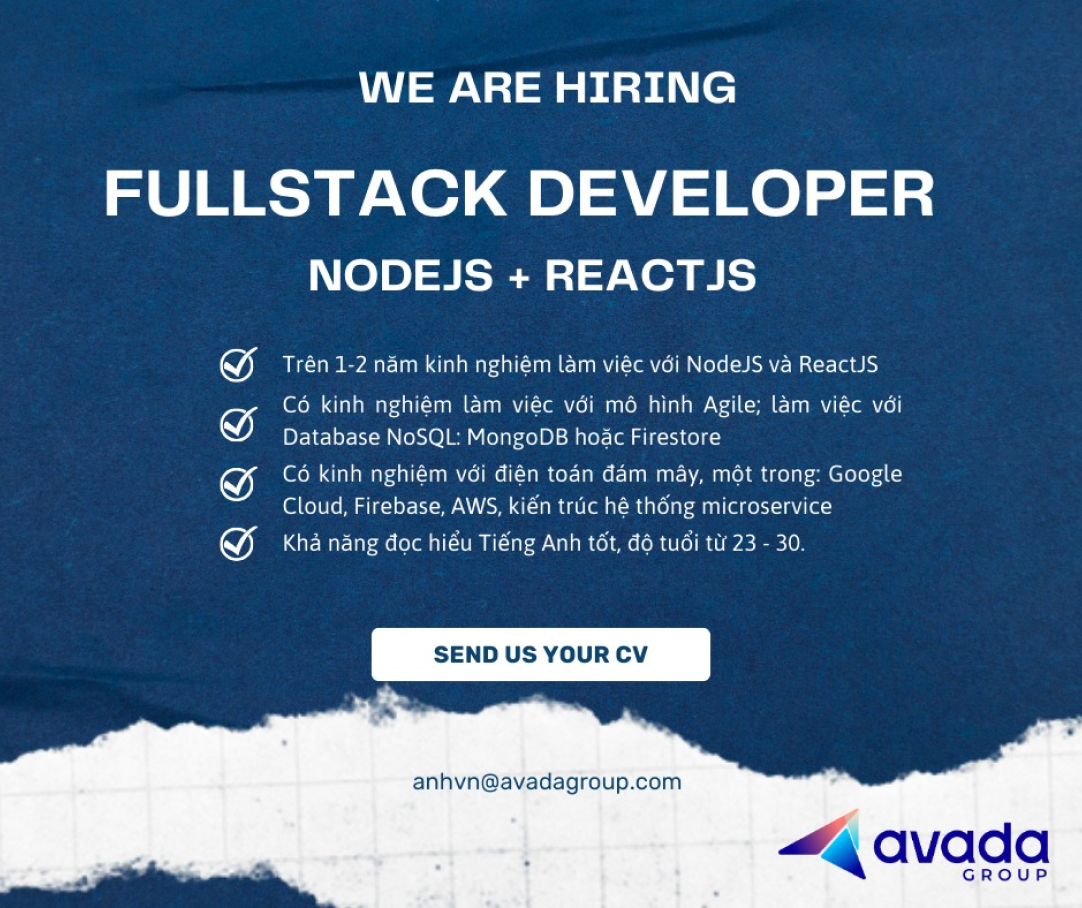 WE ARE HIRING
FULLSTACK DEVELOPER
NODEJS + REACTJS
Trên 1-2 năm kinh nghiệm làm việc với NodeJS và ReactJS
Có kinh nghiệm làm việc với mô hình Agile; làm việc với
Database NoSQL: MongoDB hoặc Firestore
Có kinh nghiệm với điện toán đám mây, một trong: Google
Cloud, Firebase, AWS, kiến trúc hệ thống microservice
Khả năng đọc hiểu Tiếng Anh tốt, độ tuổi từ 23 - 30.
SEND US YOUR CV
anhvn@avadagroup.com
avada
GROUP